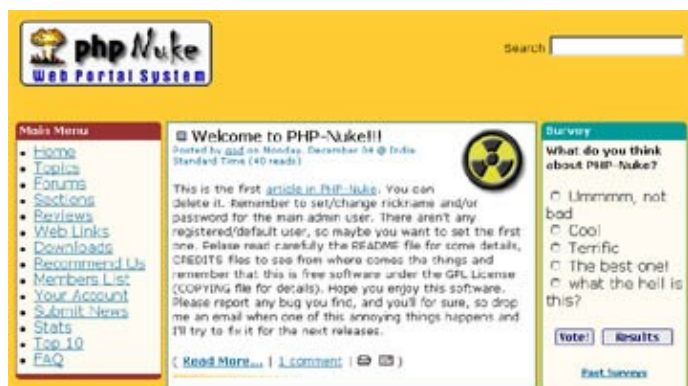 php Nuke
Web Portal System
Search
Main Menu
Home
Topics
Forums
Sections
Reviews
Web Links
Downloads
Recommend Us
Members List
Your Account
Submit News
Stats
Top 10
FAQ
Welcome to PHP-Nuke!!!
Posted by asd on Monday, December 04 @ India
Standard Time (40 reads)
This is the first article in PHP-Nuke. You can
delete it. Remember to set/change nickname and/or
password for the main admin user. There aren't any
registered/default user, so maybe you want to set the first
one. Pelase read carefully the README file for some details,
CREDITS files to see from where comes the things and
remember that this is free software under the GPL License
(COPYING file for details). Hope you enjoy this software.
Please report any bug you find, and you'll for sure, so drop
me an email when one of this annoying things happens and
I'll try to fix it for the next releases.
( Read More... | 1 comment | )
Survey
What do you think
about PHP-Nuke?
Ummmm, not
bad
Cool
Terrific
The best one!
what the hell is
this?
Vote! Results
Past Surveys